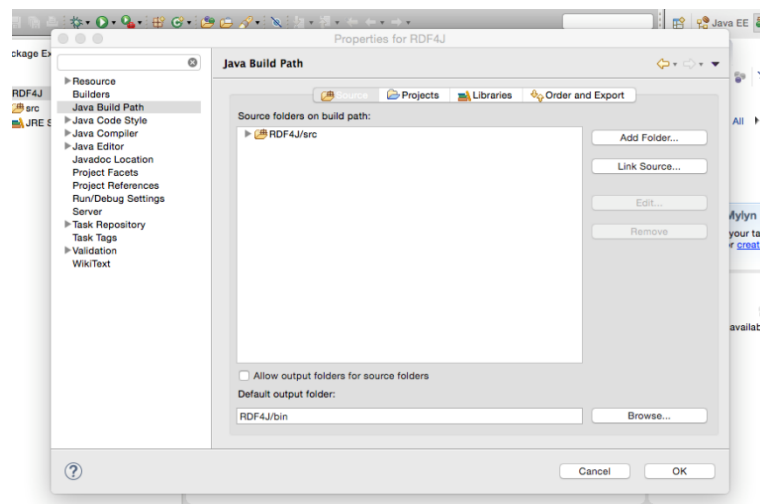 Java EE
Properties for RDF4J
ckage Ex
RDF4J
src
JRE S
Resource
Builders
Java Build Path
Java Code Style
Java Compiler
Java Editor
Javadoc Location
Project Facets
Project References
Run/Debug Settings
Server
Task Repository
Task Tags
Validation
WikiText
Java Build Path
Source
Projects
Libraries
Order and Export
Source folders on build path:
RDF4J/src
Add Folder...
Link Source...
Edit...
Remove
Allow output folders for source folders
Default output folder:
RDF4J/bin
Browse...
?
Cancel
OK
All
Mylyn
your ta
r creat
availab